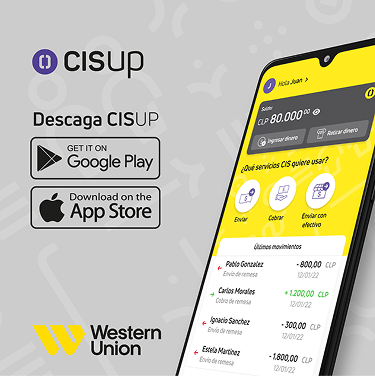 CISUP
Descaga CISUP
GET IT ON
Google Play
Download on the
App Store
Western
Union
J Hola Juan >
Saldo
CLP 80.000⁰⁰
Ingresar dinero
Retirar dinero
¿Qué servicios CIS quiere usar?
Enviar
Cobrar
Enviar con
efectivo
Últimos movimientos
Pablo Gonzalez - 800,00 CLP
Envío de remesa 12/01/22
Carlos Morales + 1.200,00 CLP
Cobro de remesa 12/01/22
Ignacio Sanchez - 300,00 CLP
Envío de remesa 12/01/22
Estela Martinez - 1.800,00 CLP
Envío de remesa 12/01/22